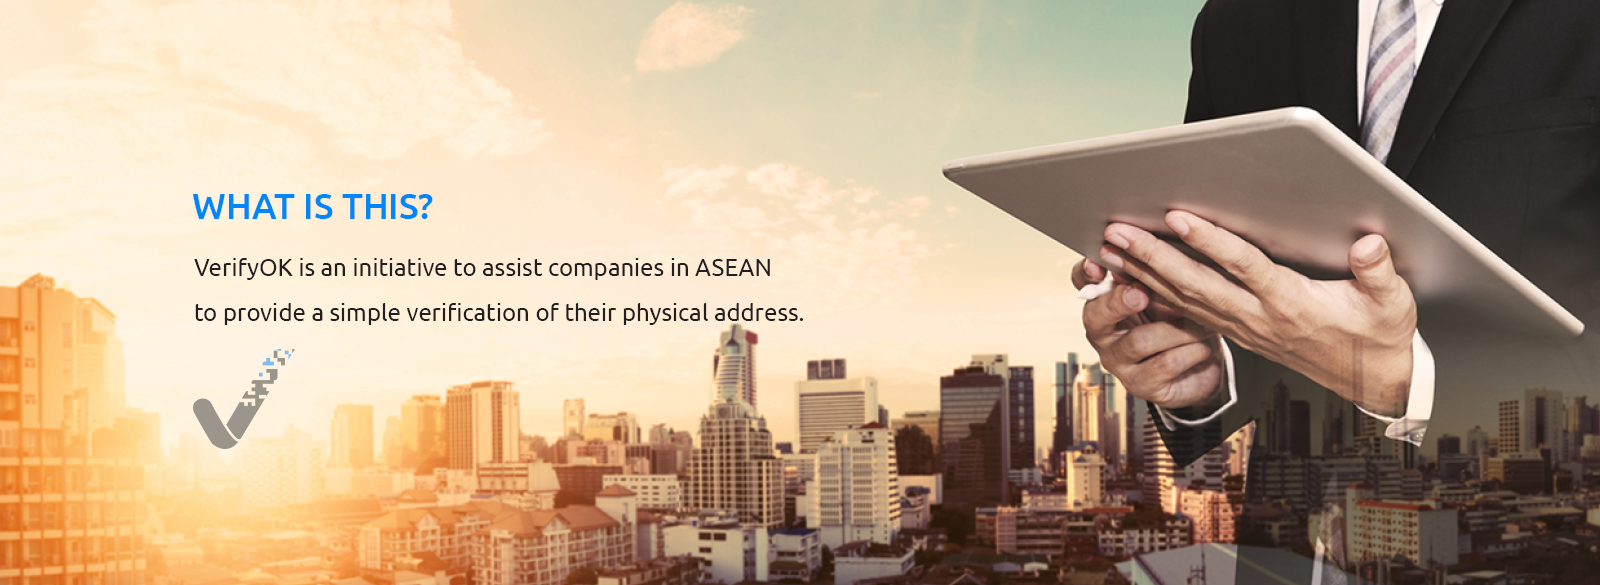 WHAT IS THIS?
VerifyOK is an initiative to assist companies in ASEAN
to provide a simple verification of their physical address.